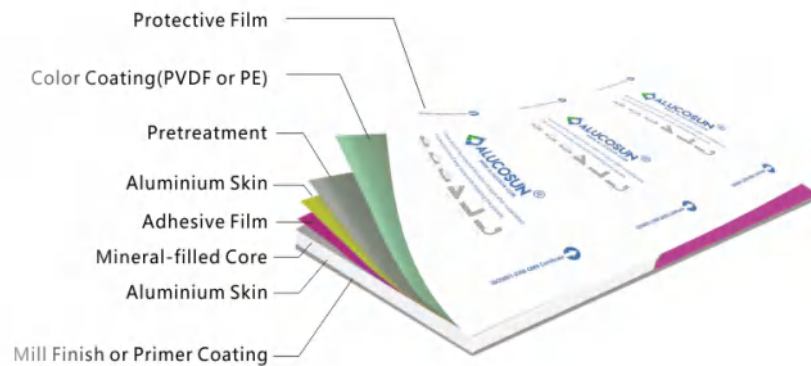 Protective Film
Color Coating(PVDF or PE)
Pretreatment
Aluminium Skin
Adhesive Film
Mineral-filled Core
Aluminium Skin
Mill Finish or Primer Coating
ALUCOSUN®
ALUCOSUN®
ALUCOSUN®